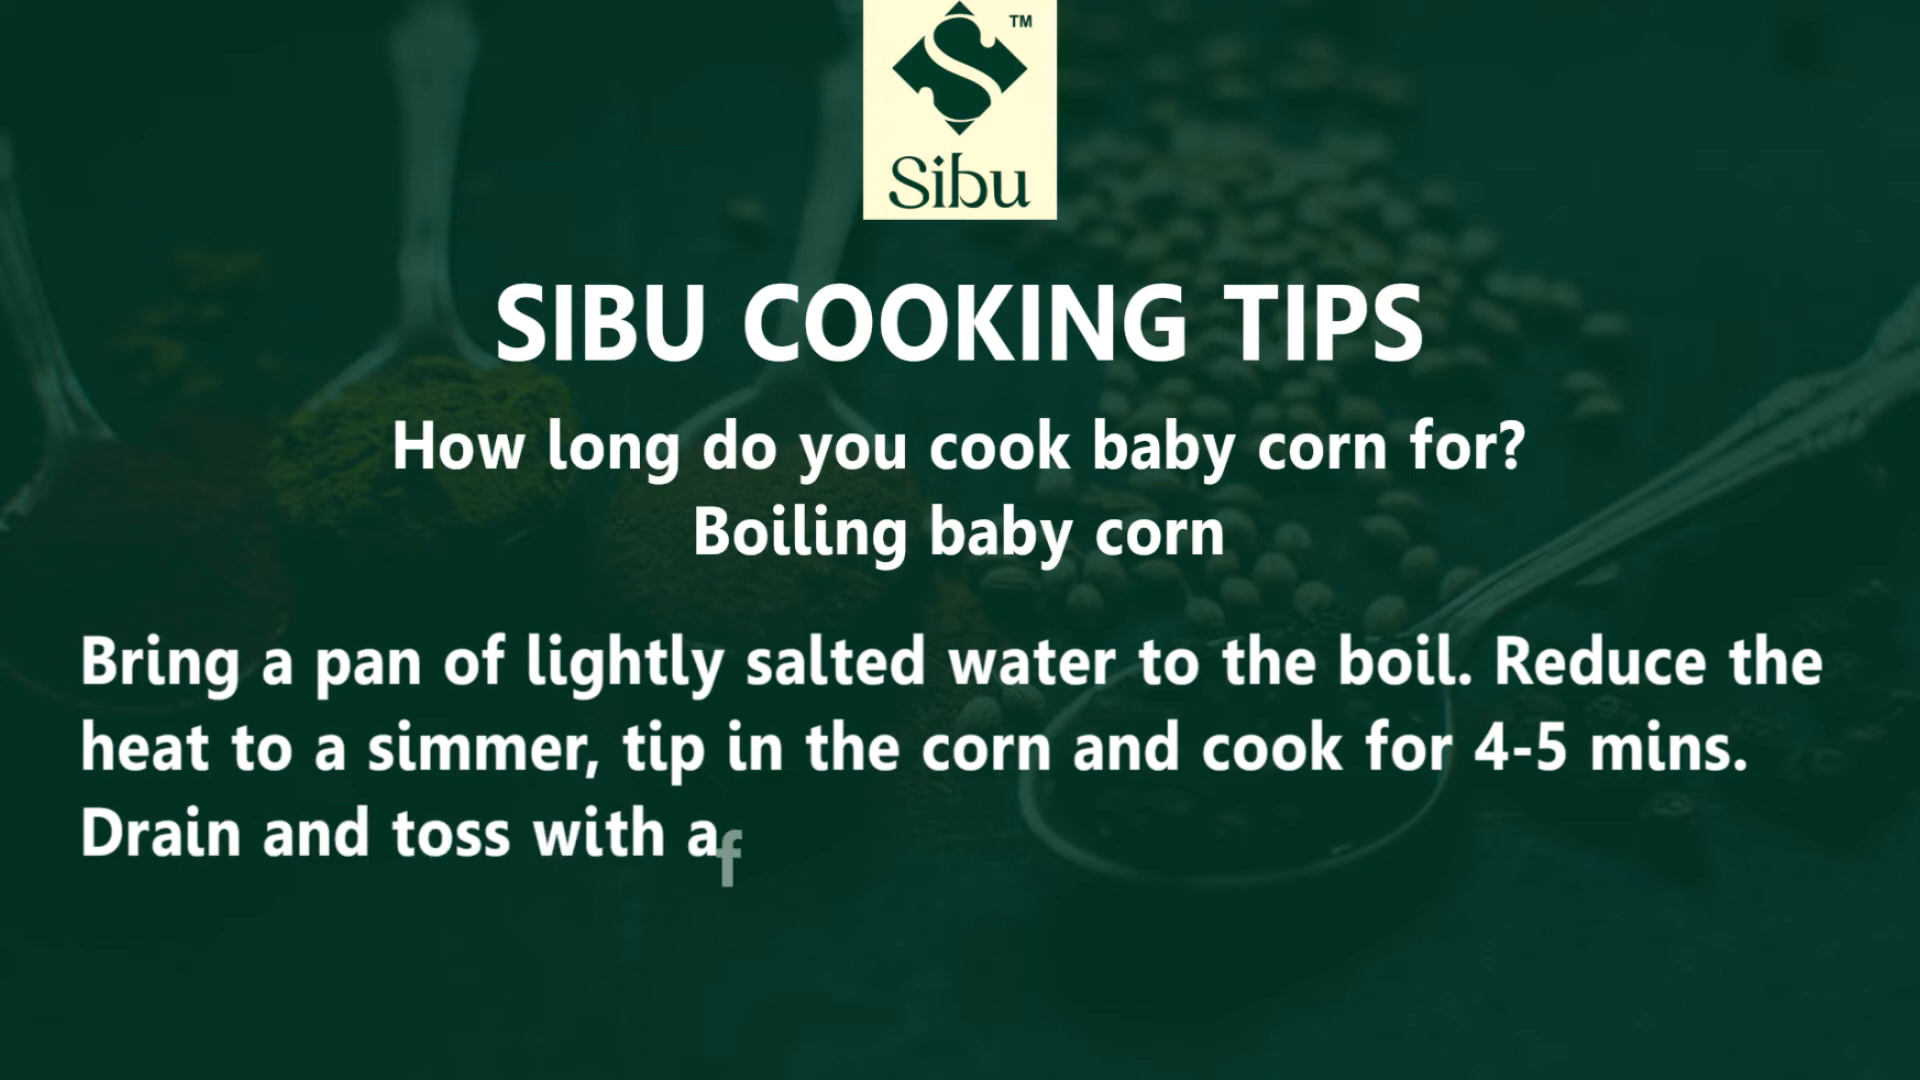 TM
Sibu
SIBU COOKING TIPS
How long do you cook baby corn for?
Boiling baby corn
Bring a pan of lightly salted water to the boil. Reduce the
heat to a simmer, tip in the corn and cook for 4-5 mins.
Drain and toss with a f